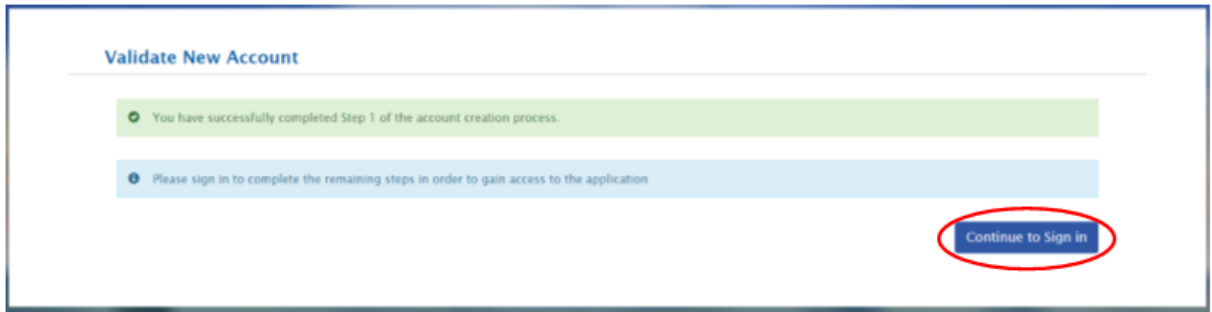 Validate New Account
You have successfully completed Step 1 of the account creation process.
Please sign in to complete the remaining steps in order to gain access to the application
Continue to Sign in